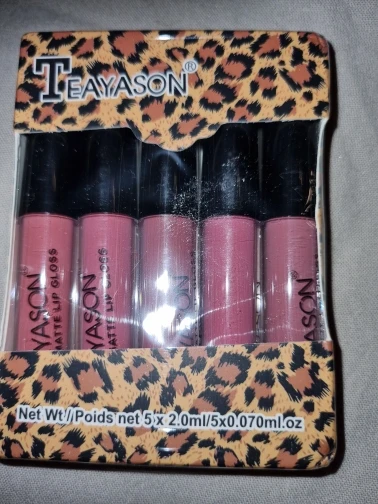 TEAYASON®
YASON
MATTE LIP GLOSS
TEAYASON
MATTE LIP GLOSS
YASON
YASON
Net Wt// Poids net 5 x 2.0ml/5x0.070ml.oz